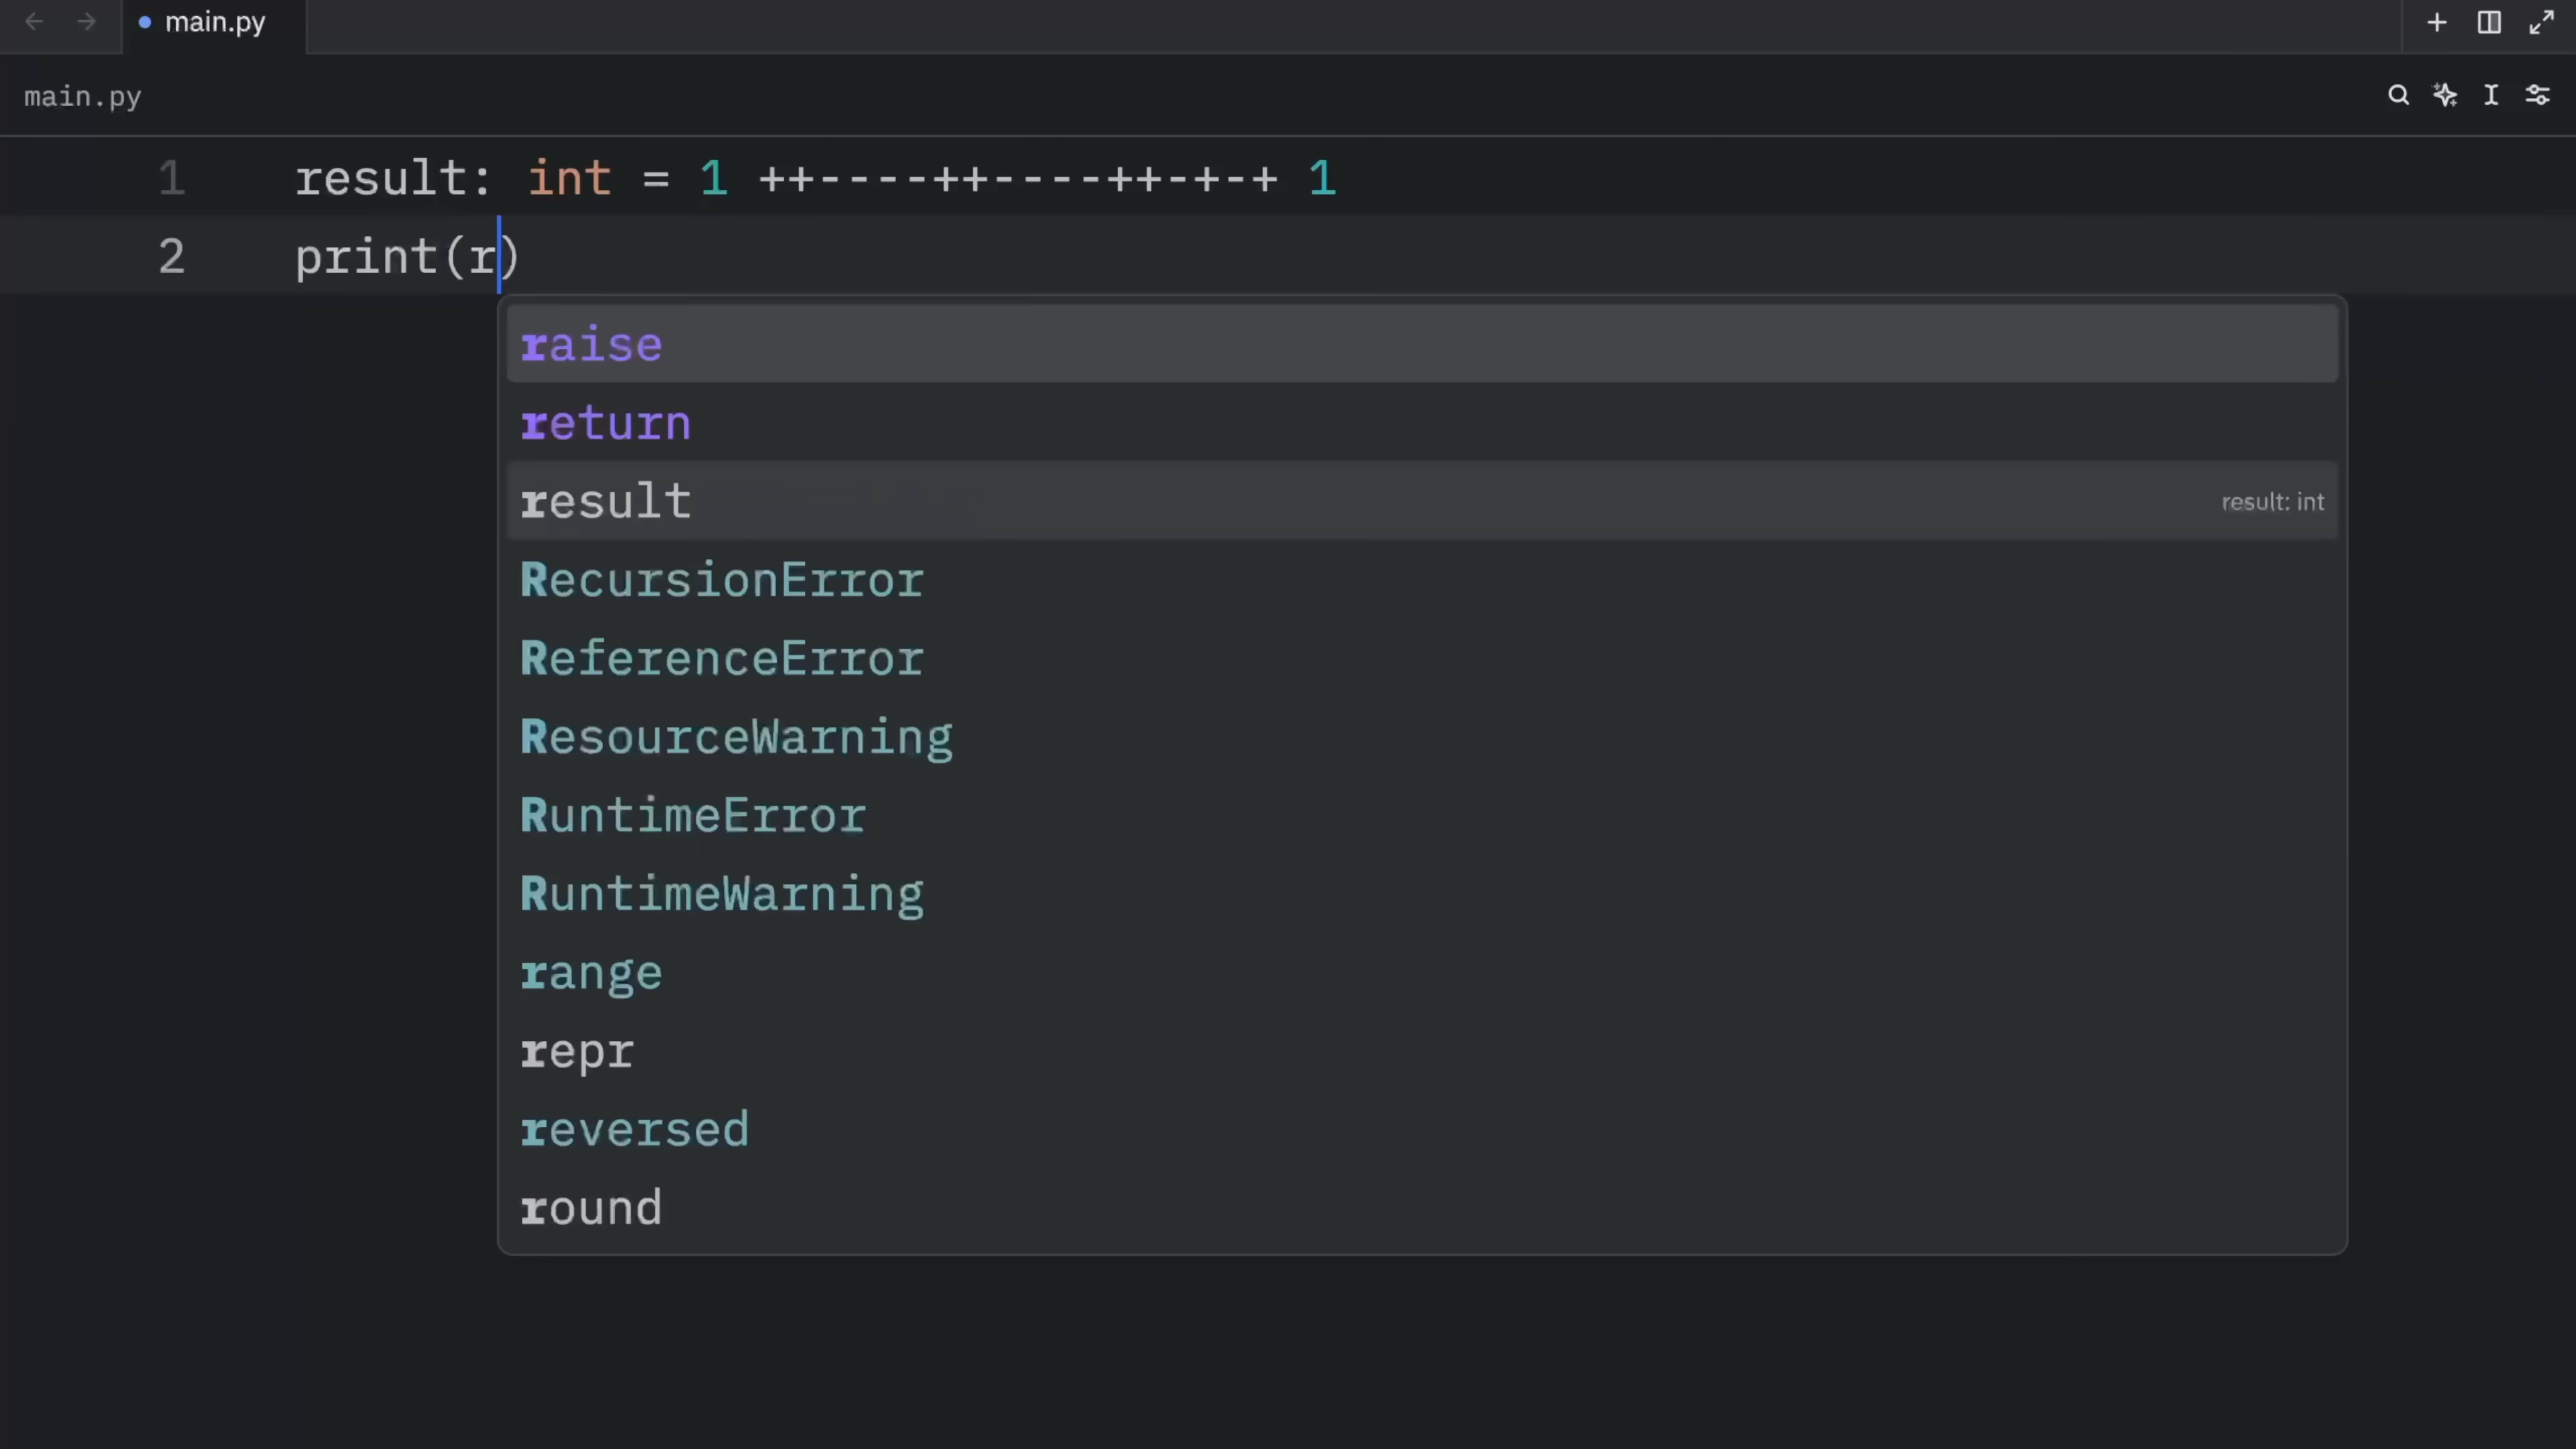 main.py
main.py
1 result: int = 1 ++----++----++-+-+ 1
2 print(r)
raise
return
result result: int
RecursionError
ReferenceError
ResourceWarning
RuntimeError
RuntimeWarning
range
repr
reversed
round